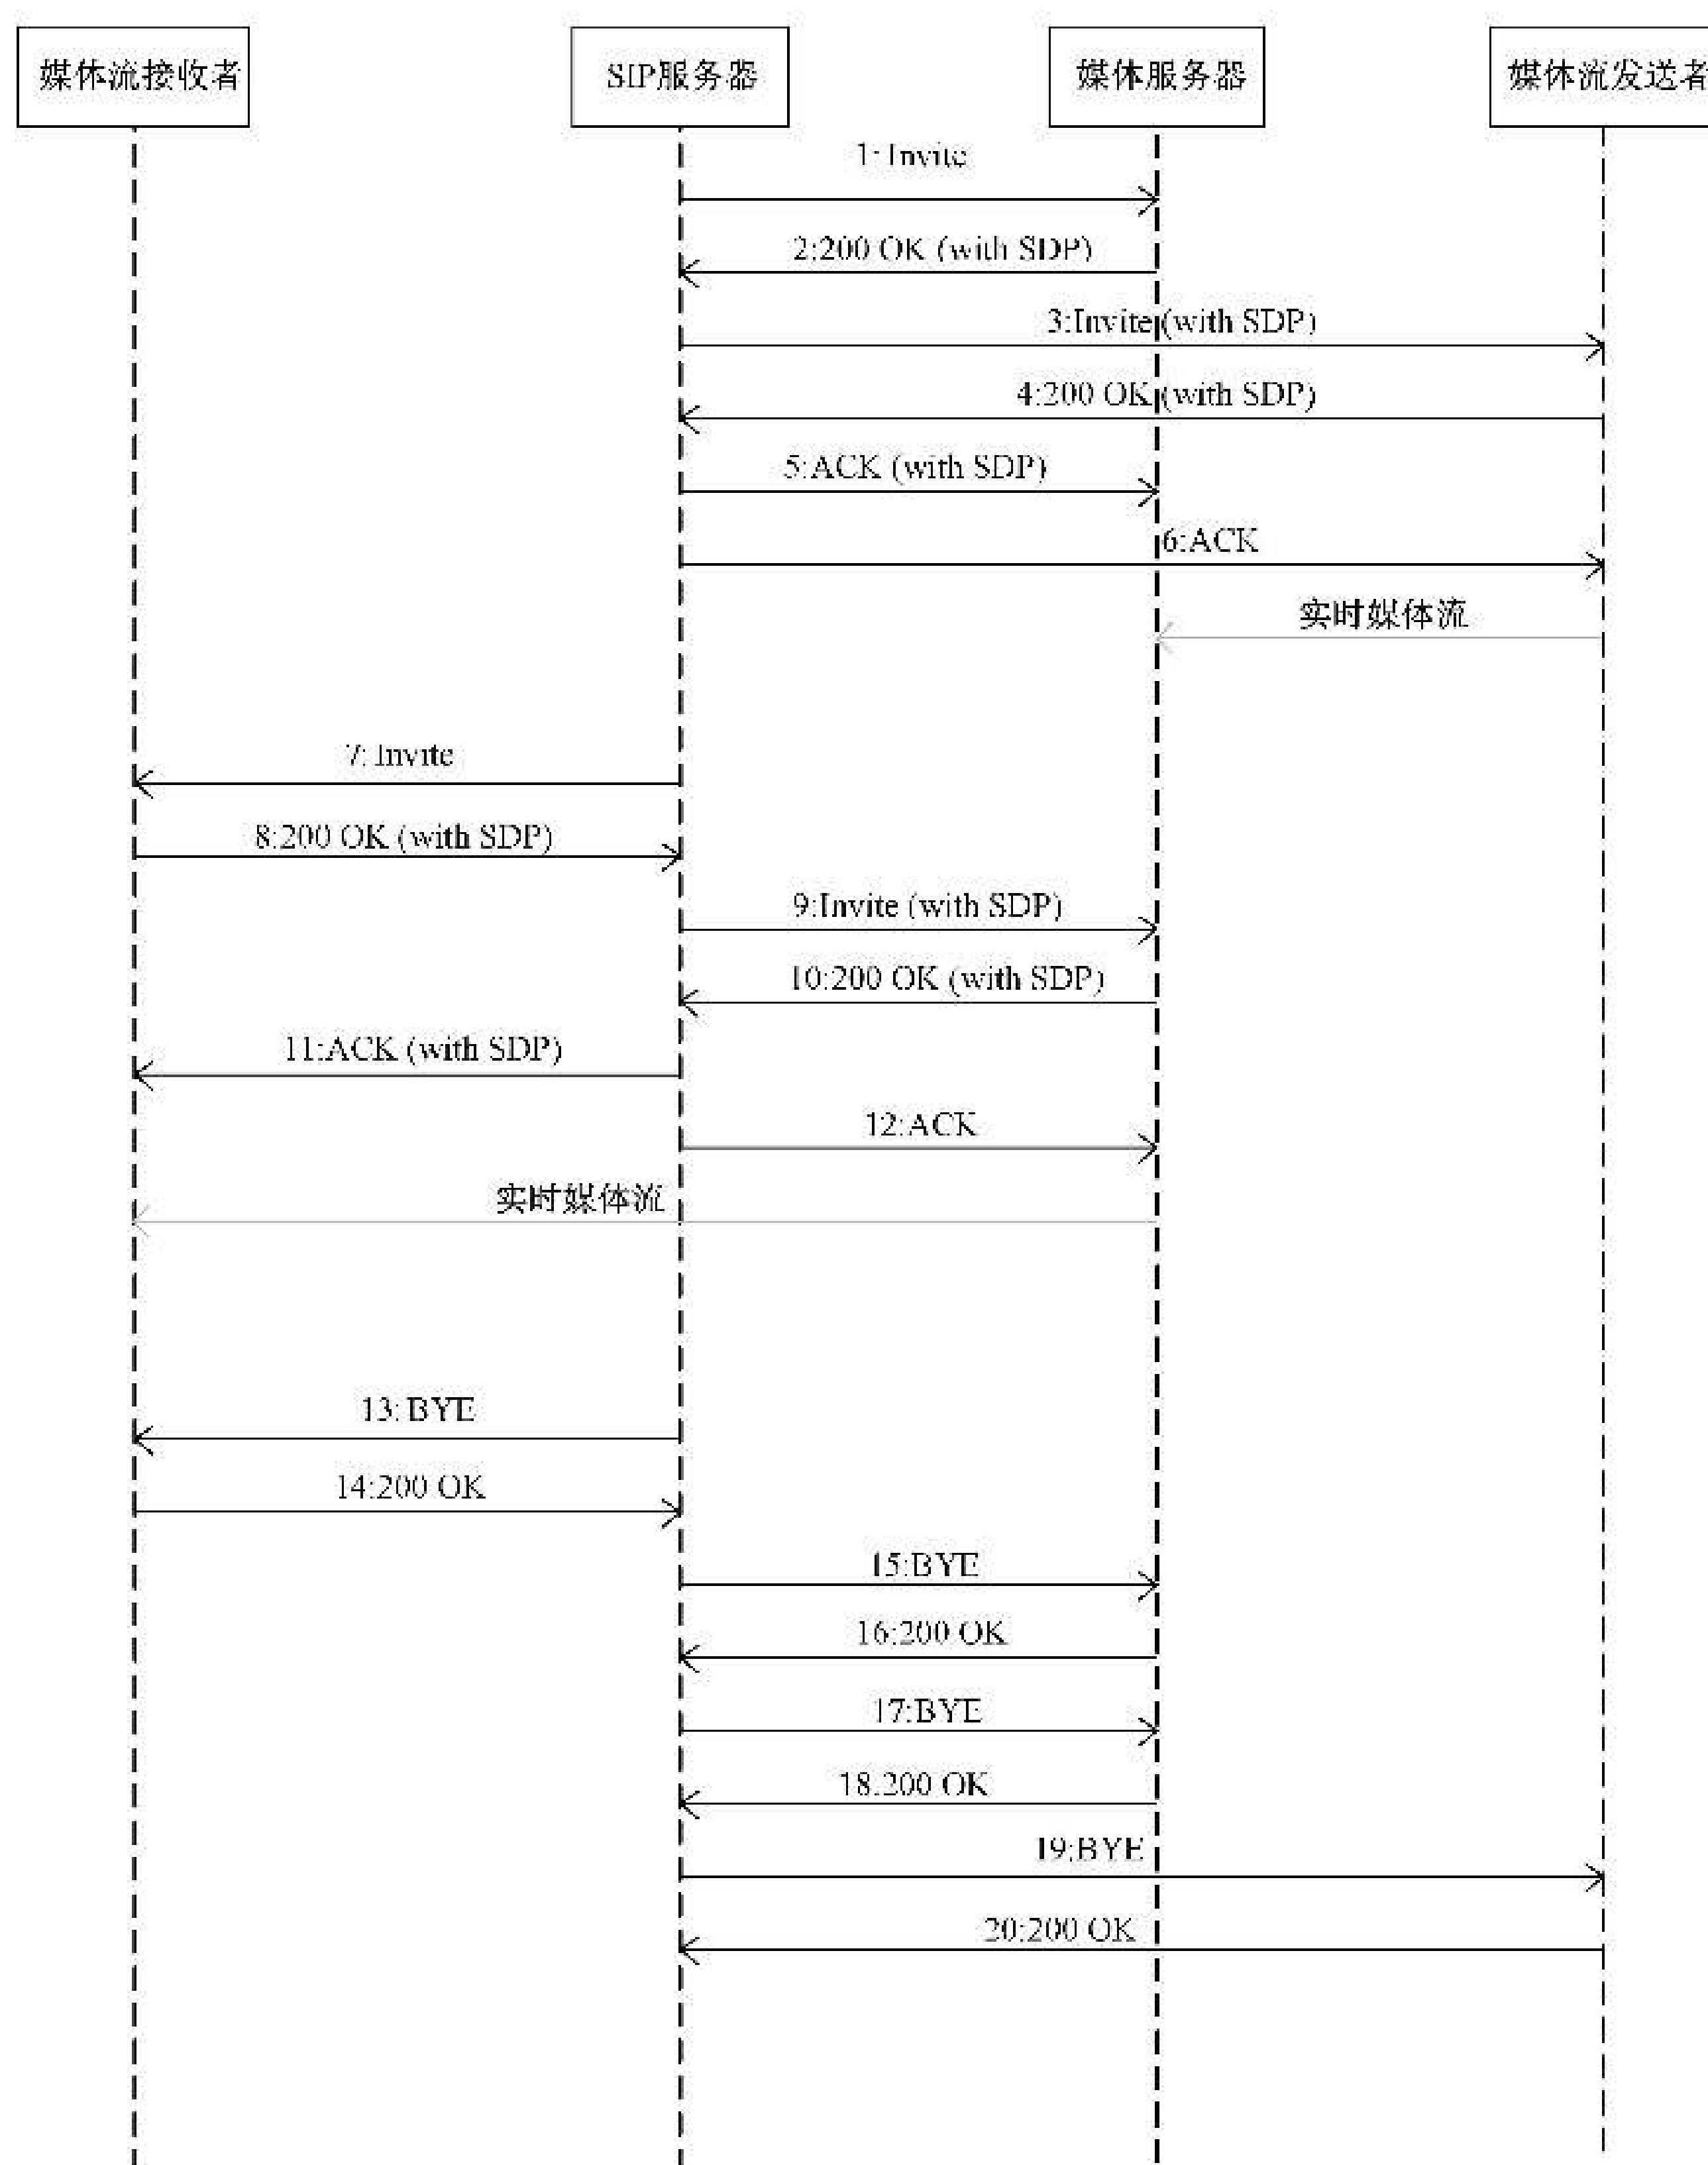 媒体流接收者
SIP服务器
媒体服务器
媒体流发送者
1: Invite
2:200 OK (with SDP)
3:Invite (with SDP)
4:200 OK (with SDP)
5:ACK (with SDP)
6:ACK
实时媒体流
7: Invite
8:200 OK (with SDP)
9:Invite (with SDP)
10:200 OK (with SDP)
11:ACK (with SDP)
12:ACK
实时媒体流
13: BYE
14:200 OK
15:BYE
16:200 OK
17:BYE
18:200 OK
19:BYE
20:200 OK